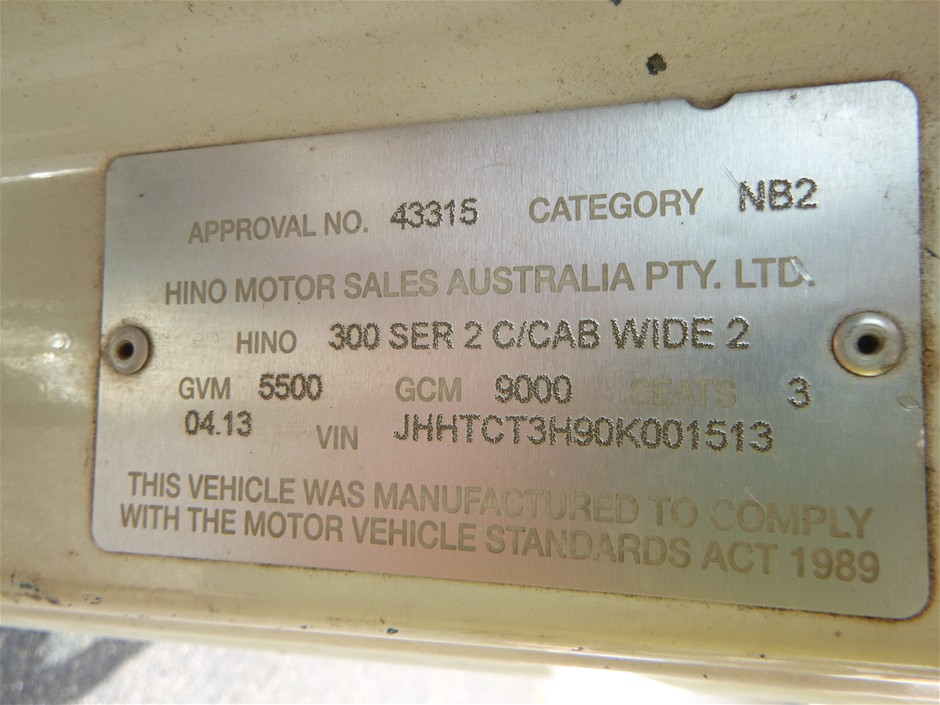 APPROVAL NO. 43315 CATEGORY NB2
HINO MOTOR SALES AUSTRALIA PTY. LTD.
HINO 300 SER 2 C/CAB WIDE 2
GVM 5500 GCM 9000 SEATS 3
04.13 VIN JHHTCT3H90K001513
THIS VEHICLE WAS MANUFACTURED TO COMPLY
WITH THE MOTOR VEHICLE STANDARDS ACT 1989